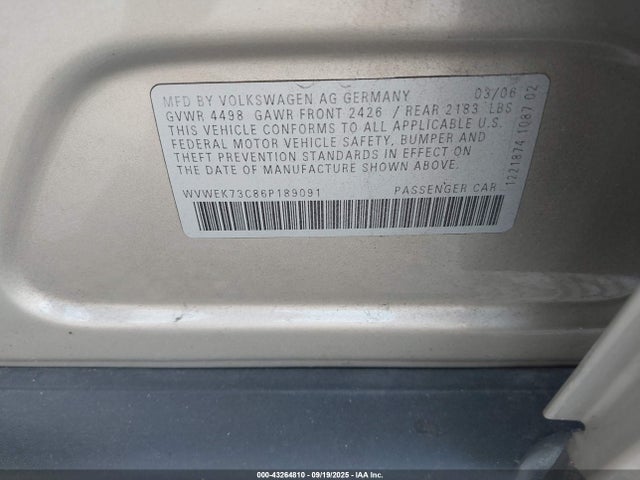 MFD BY VOLKSWAGEN AG GERMANY 03/06
GVWR 4498 GAWR FRONT 2426 / REAR 2183 LBS
THIS VEHICLE CONFORMS TO ALL APPLICABLE U.S.
FEDERAL MOTOR VEHICLE SAFETY, BUMPER AND
THEFT PREVENTION STANDARDS IN EFFECT ON
THE DATE OF MANUFACTURE SHOWN ABOVE.
WVWEK73C86P189091 PASSENGER CAR
1221874 1087 02
000-43264810 - 09/19/2025 - IAA Inc.